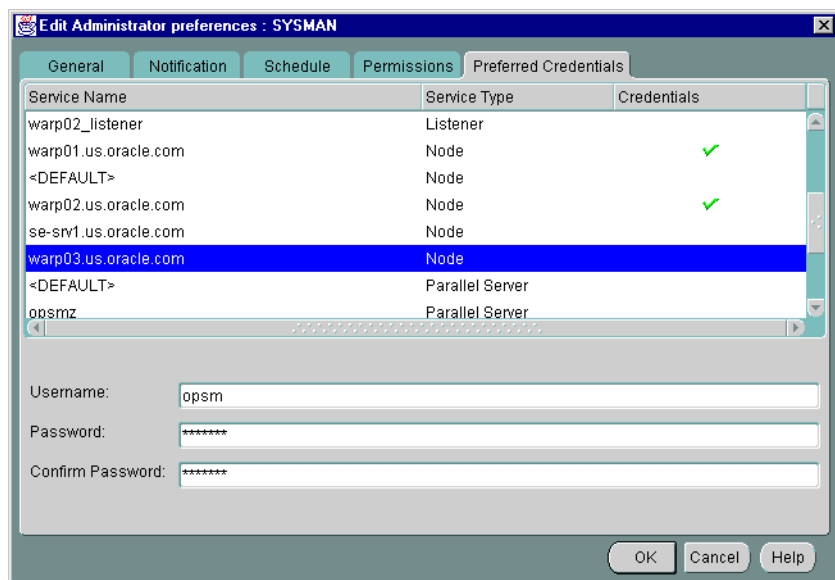 Edit Administrator preferences : SYSMAN
General Notification Schedule Permissions Preferred Credentials
Service Name Service Type Credentials
warp02_listener Listener
warp01.us.oracle.com Node
<DEFAULT> Node
warp02.us.oracle.com Node
se-srv1.us.oracle.com Node
warp03.us.oracle.com Node
<DEFAULT> Parallel Server
opsmz Parallel Server
Username: opsm
Password: *******
Confirm Password: *******
OK Cancel Help